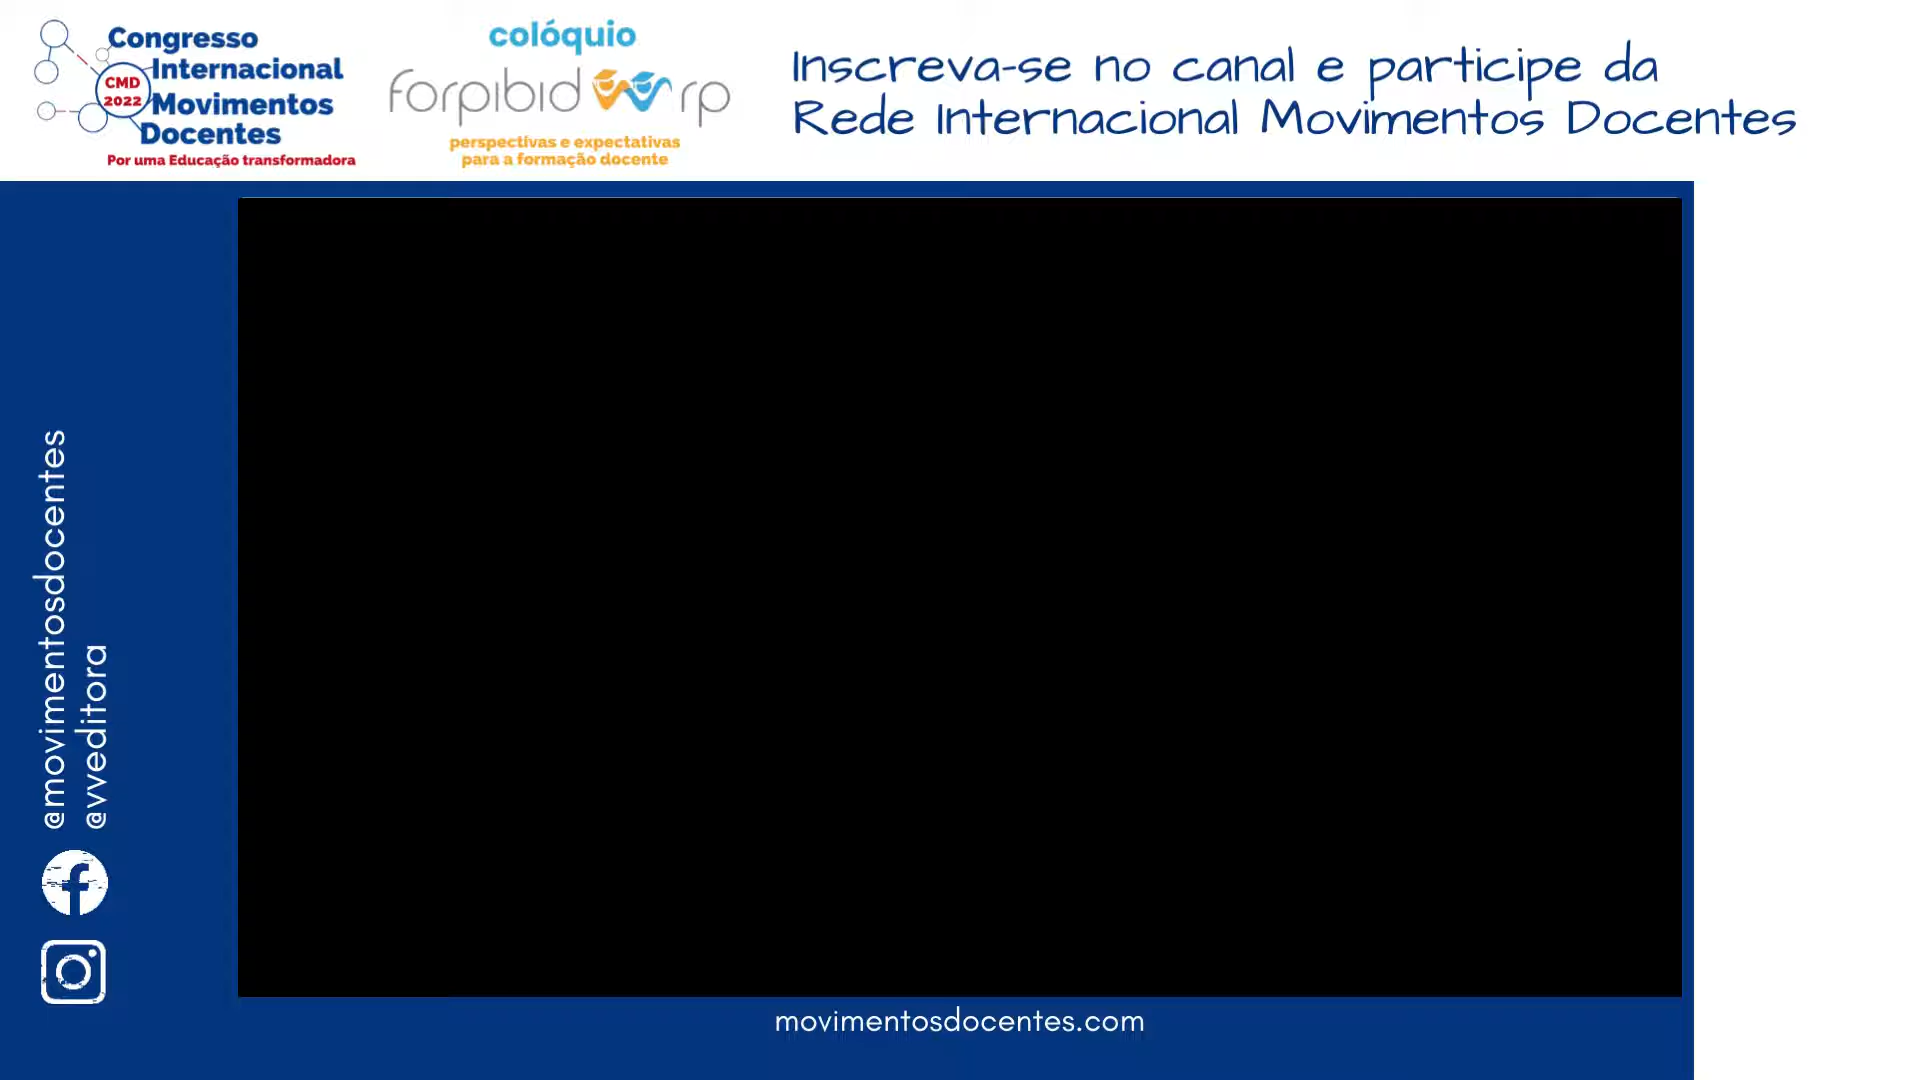 Congresso
Internacional
CMD
2022
Movimentos
Docentes
Por uma Educação transformadora
colóquio
forpibid rp
perspectivas e expectativas
para a formação docente
Inscreva-se no canal e participe da
Rede Internacional Movimentos Docentes
@movimentosdocentes
@vveditora
movimentosdocentes.com